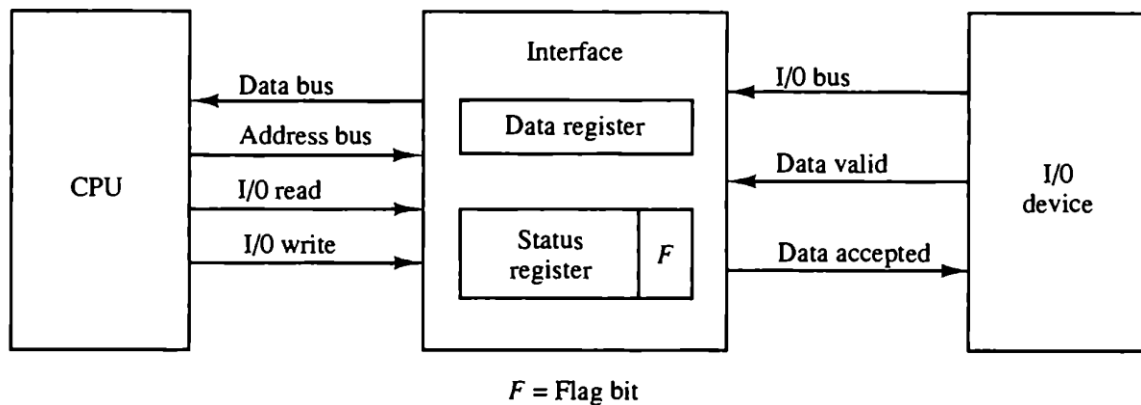 Interface
Data bus
I/0 bus
Data register
Address bus
Data valid
CPU
I/0 read
I/0
device
Status
register
F
I/0 write
Data accepted
F = Flag bit